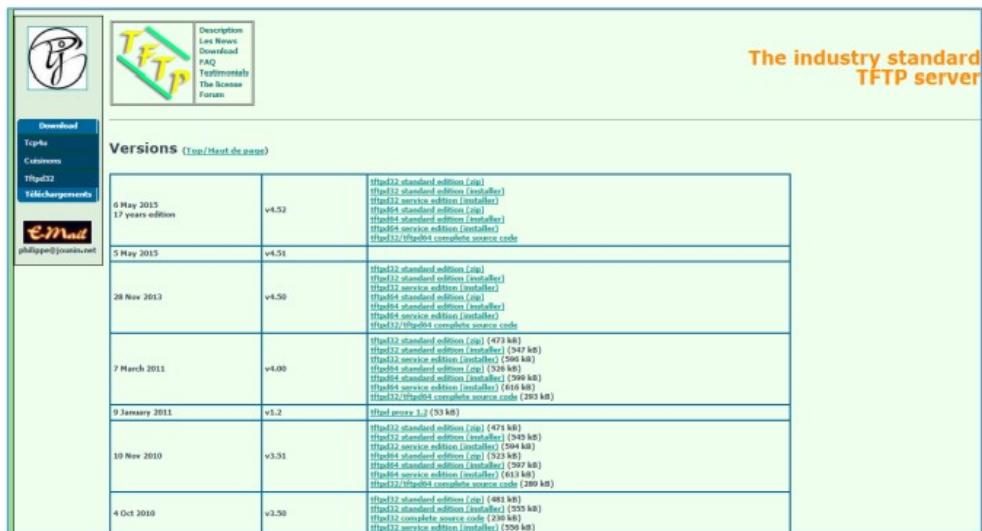 TFTP
Description
Les News
Download
FAQ
Testimonials
The license
Forum
The industry standard
TFTP server
Download
Tcp4u
Cuisinons
Tftpd32
Téléchargements
E-Mail
philippe@jounin.net
Versions (Top/Haut de page)
6 May 2015
17 years edition
v4.52
tftpd32 standard edition (zip)
tftpd32 standard edition (installer)
tftpd32 service edition (installer)
tftpd64 standard edition (zip)
tftpd64 standard edition (installer)
tftpd64 service edition (installer)
tftpd32/tftpd64 complete source code
5 May 2015
v4.51
28 Nov 2013
v4.50
tftpd32 standard edition (zip)
tftpd32 standard edition (installer)
tftpd32 service edition (installer)
tftpd64 standard edition (zip)
tftpd64 standard edition (installer)
tftpd64 service edition (installer)
tftpd32/tftpd64 complete source code
7 March 2011
v4.00
tftpd32 standard edition (zip) (473 kB)
tftpd32 standard edition (installer) (547 kB)
tftpd32 service edition (installer) (596 kB)
tftpd64 standard edition (zip) (526 kB)
tftpd64 standard edition (installer) (599 kB)
tftpd64 service edition (installer) (616 kB)
tftpd32/tftpd64 complete source code (293 kB)
9 January 2011
v1.2
tftpd proxy 1.2 (53 kB)
10 Nov 2010
v3.51
tftpd32 standard edition (zip) (471 kB)
tftpd32 standard edition (installer) (545 kB)
tftpd32 service edition (installer) (594 kB)
tftpd64 standard edition (zip) (523 kB)
tftpd64 standard edition (installer) (597 kB)
tftpd64 service edition (installer) (613 kB)
tftpd32/tftpd64 complete source code (289 kB)
4 Oct 2010
v3.50
tftpd32 standard edition (zip) (481 kB)
tftpd32 standard edition (installer) (555 kB)
tftpd32 complete source code (230 kB)
tftpd32 service edition (installer) (556 kB)